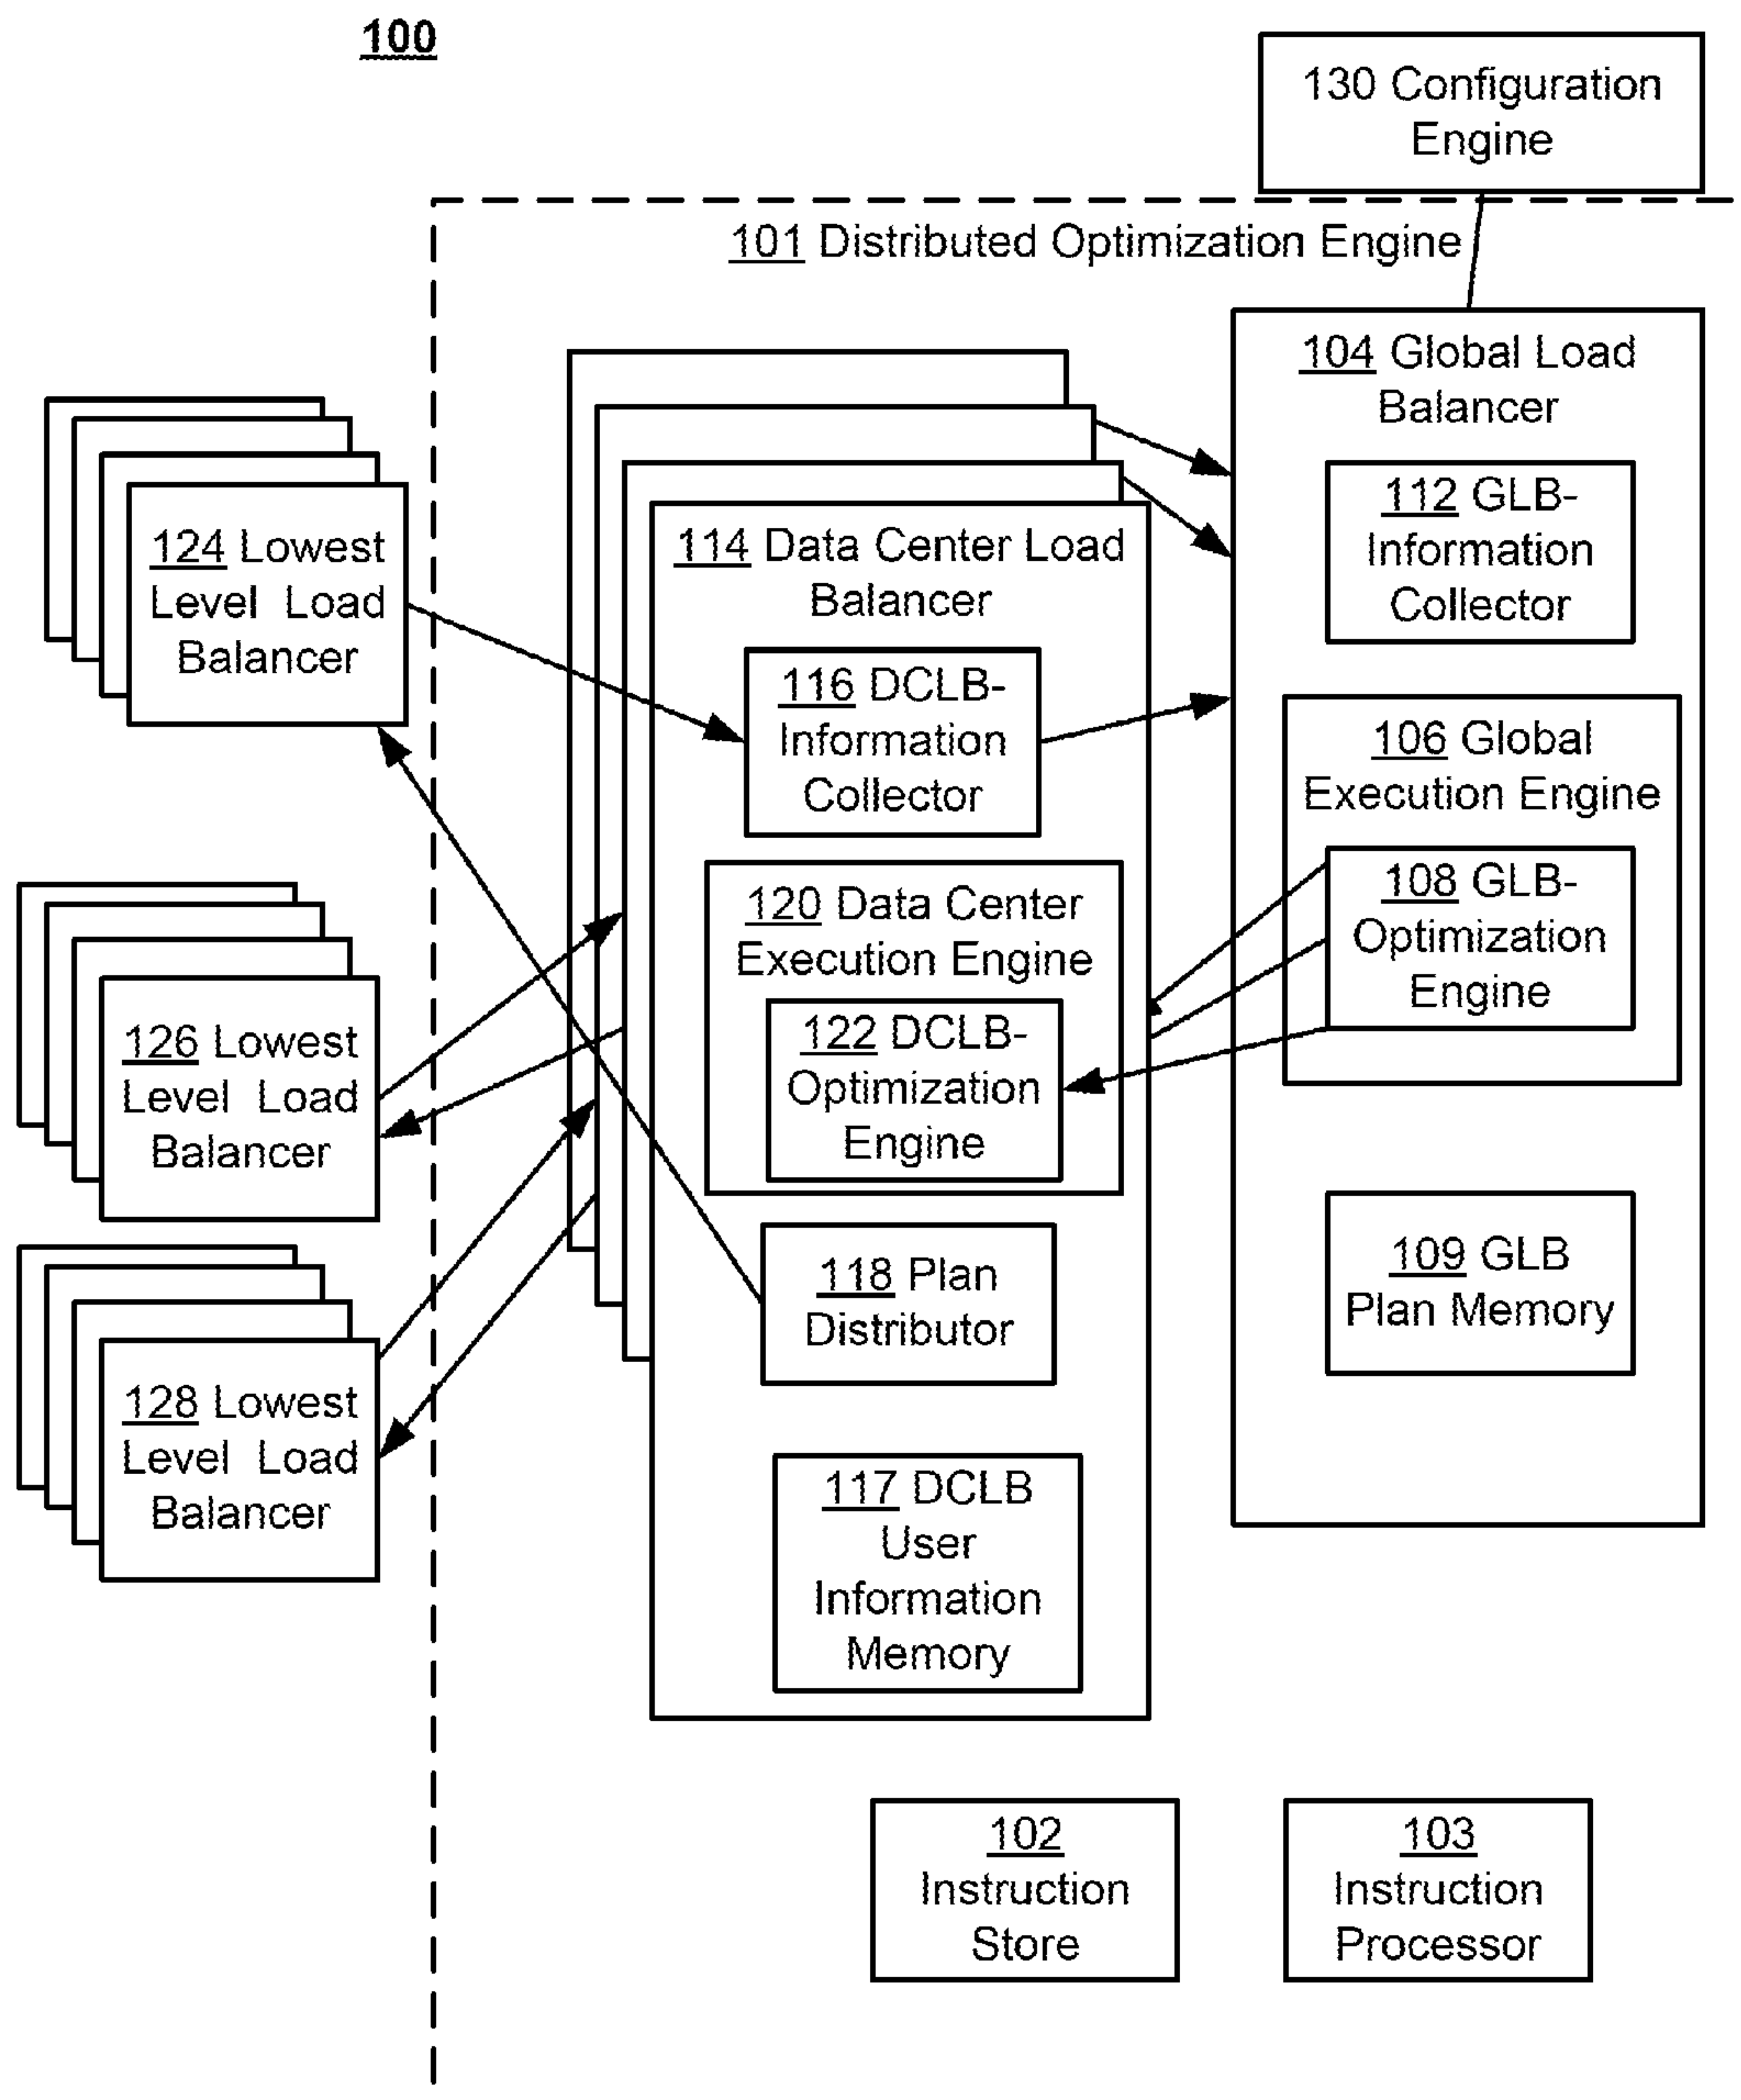 100
130 Configuration
Engine
101 Distributed Optimization Engine
104 Global Load
Balancer
112 GLB-
Information
Collector
106 Global
Execution Engine
108 GLB-
Optimization
Engine
109 GLB
Plan Memory
114 Data Center Load
Balancer
116 DCLB-
Information
Collector
120 Data Center
Execution Engine
122 DCLB-
Optimization
Engine
118 Plan
Distributor
117 DCLB
User
Information
Memory
124 Lowest
Level Load
Balancer
126 Lowest
Level Load
Balancer
128 Lowest
Level Load
Balancer
102
Instruction
Store
103
Instruction
Processor